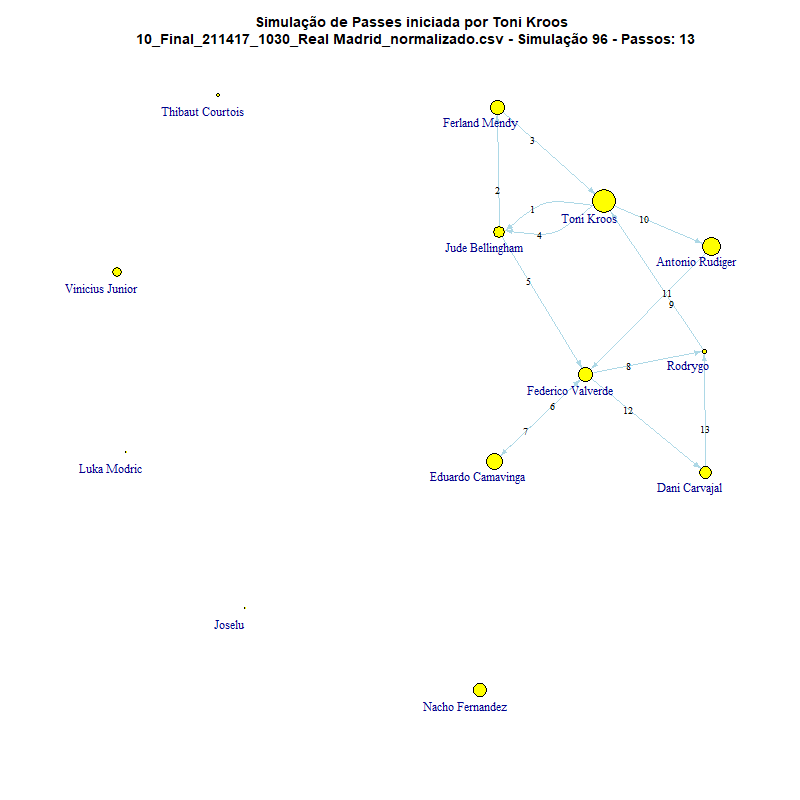 Simulação de Passes iniciada por Toni Kroos
10_Final_211417_1030_Real Madrid_normalizado.csv - Simulação 96 - Passos: 13
Thibaut Courtois
Ferland Mendy
3
2
1
Toni Kroos
10
4
Jude Bellingham
Antonio Rudiger
Vinicius Junior
5
11
9
Rodrygo
8
Federico Valverde
6
12
7
13
Luka Modric
Eduardo Camavinga
Dani Carvajal
Joselu
Nacho Fernandez